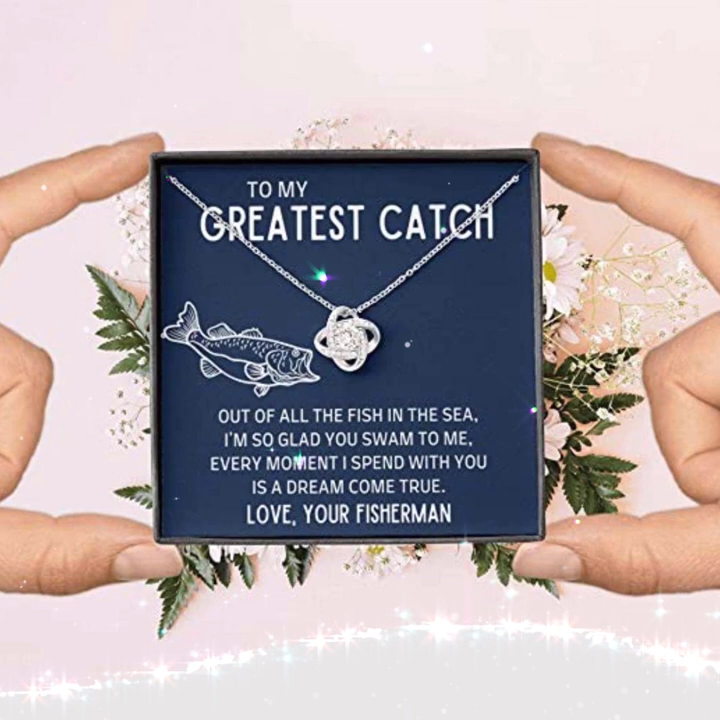 TO MY
GREATEST CATCH
OUT OF ALL THE FISH IN THE SEA,
I'M SO GLAD YOU SWAM TO ME,
EVERY MOMENT I SPEND WITH YOU
IS A DREAM COME TRUE.
LOVE, YOUR FISHERMAN